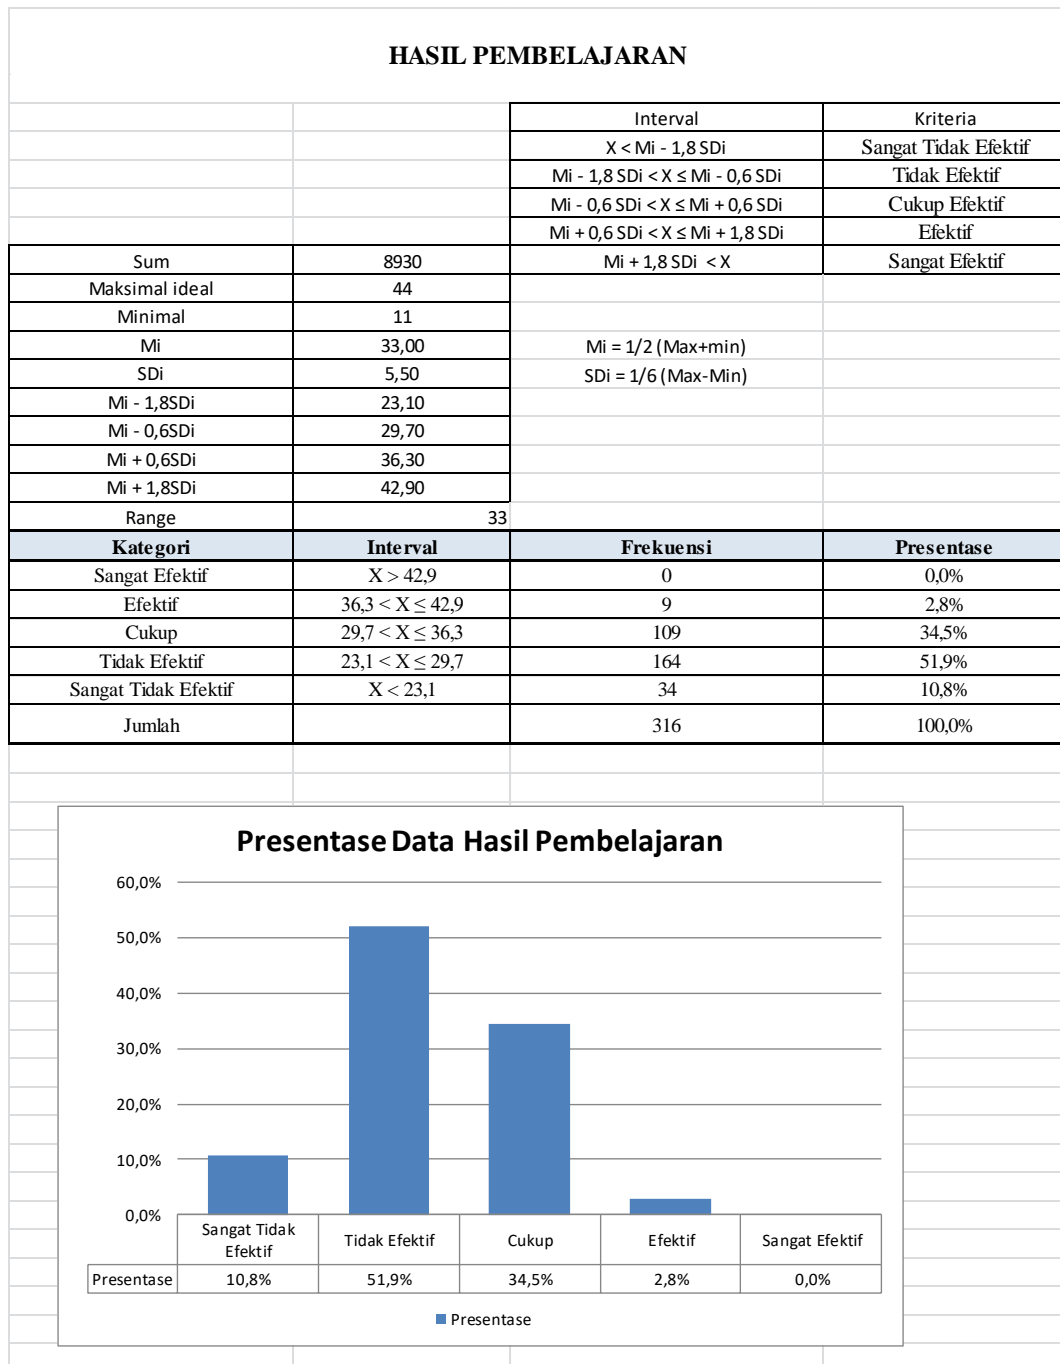 HASIL PEMBELAJARAN
Interval Kriteria
X < Mi - 1,8 SDi Sangat Tidak Efektif
Mi - 1,8 SDi < X ≤ Mi - 0,6 SDi Tidak Efektif
Mi - 0,6 SDi < X ≤ Mi + 0,6 SDi Cukup Efektif
Mi + 0,6 SDi < X ≤ Mi + 1,8 SDi Efektif
Sum 8930 Mi + 1,8 SDi < X Sangat Efektif
Maksimal ideal 44
Minimal 11
Mi 33,00 Mi = 1/2 (Max+min)
SDi 5,50 SDi = 1/6 (Max-Min)
Mi - 1,8SDi 23,10
Mi - 0,6SDi 29,70
Mi + 0,6SDi 36,30
Mi + 1,8SDi 42,90
Range 33
Kategori Interval Frekuensi Presentase
Sangat Efektif X > 42,9 0 0,0%
Efektif 36,3 < X ≤ 42,9 9 2,8%
Cukup 29,7 < X ≤ 36,3 109 34,5%
Tidak Efektif 23,1 < X ≤ 29,7 164 51,9%
Sangat Tidak Efektif X < 23,1 34 10,8%
Jumlah 316 100,0%
Presentase Data Hasil Pembelajaran
60,0%
50,0%
40,0%
30,0%
20,0%
10,0%
0,0%
Sangat Tidak
Efektif
Tidak Efektif
Cukup
Efektif
Sangat Efektif
Presentase 10,8% 51,9% 34,5% 2,8% 0,0%
Presentase